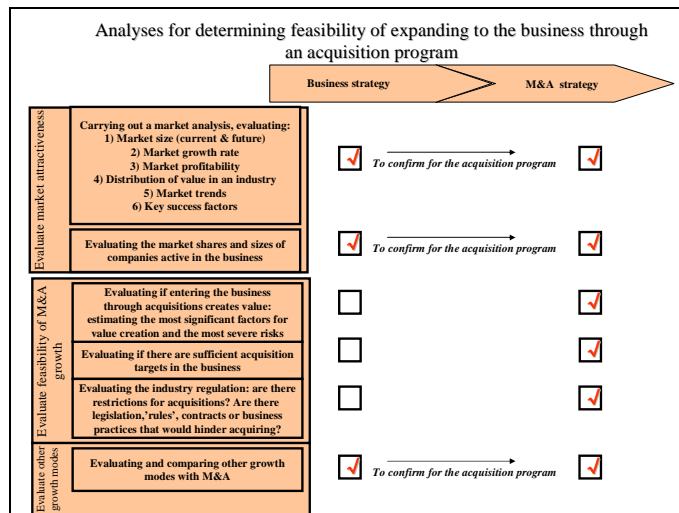 Analyses for determining feasibility of expanding to the business through
an acquisition program
Business strategy
M&A strategy
Evaluate market attractiveness
Carrying out a market analysis, evaluating:
1) Market size (current & future)
2) Market growth rate
3) Market profitability
4) Distribution of value in an industry
5) Market trends
6) Key success factors
To confirm for the acquisition program
Evaluating the market shares and sizes of
companies active in the business
To confirm for the acquisition program
Evaluate feasibility of M&A
growth
Evaluating if entering the business
through acquisitions creates value:
estimating the most significant factors for
value creation and the most severe risks
Evaluating if there are sufficient acquisition
targets in the business
Evaluating the industry regulation: are there
restrictions for acquisitions? Are there
legislation,'rules', contracts or business
practices that would hinder acquiring?
Evaluate other
growth modes
Evaluating and comparing other growth
modes with M&A
To confirm for the acquisition program